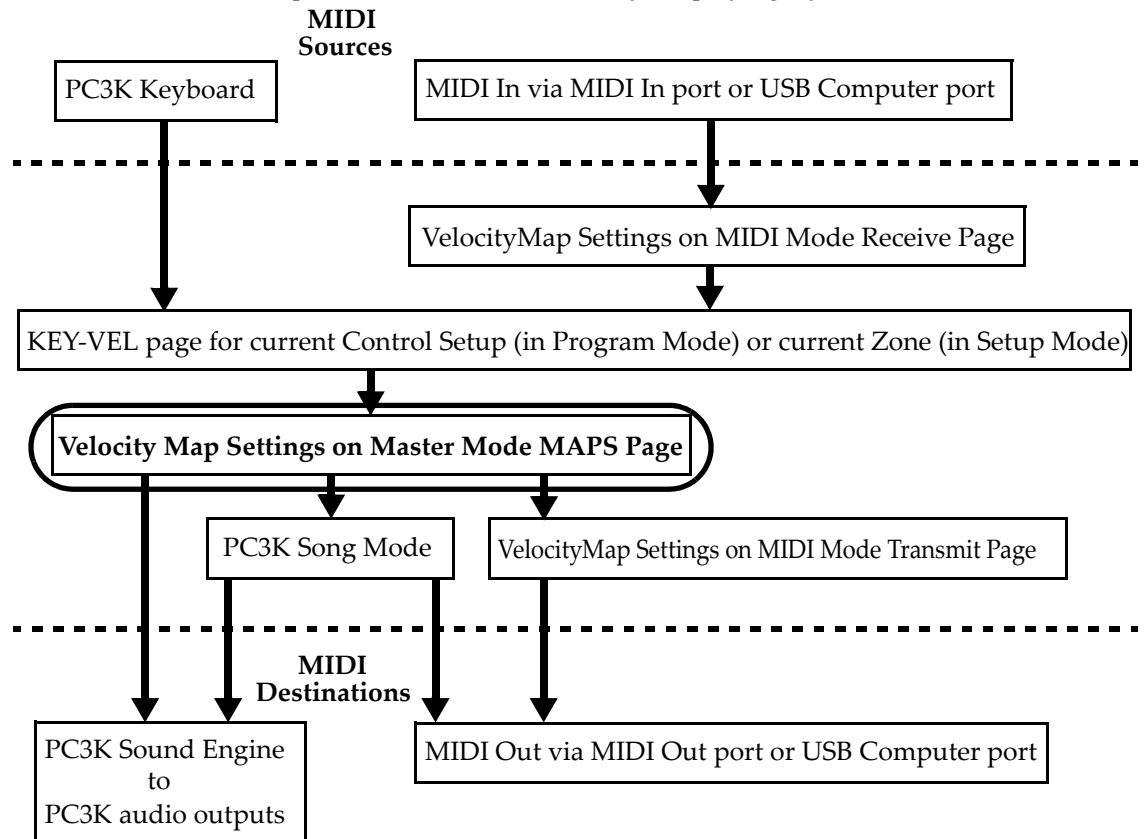 MIDI
Sources
PC3K Keyboard
MIDI In via MIDI In port or USB Computer port
VelocityMap Settings on MIDI Mode Receive Page
KEY-VEL page for current Control Setup (in Program Mode) or current Zone (in Setup Mode)
Velocity Map Settings on Master Mode MAPS Page
PC3K Song Mode
VelocityMap Settings on MIDI Mode Transmit Page
MIDI
Destinations
PC3K Sound Engine
to
PC3K audio outputs
MIDI Out via MIDI Out port or USB Computer port